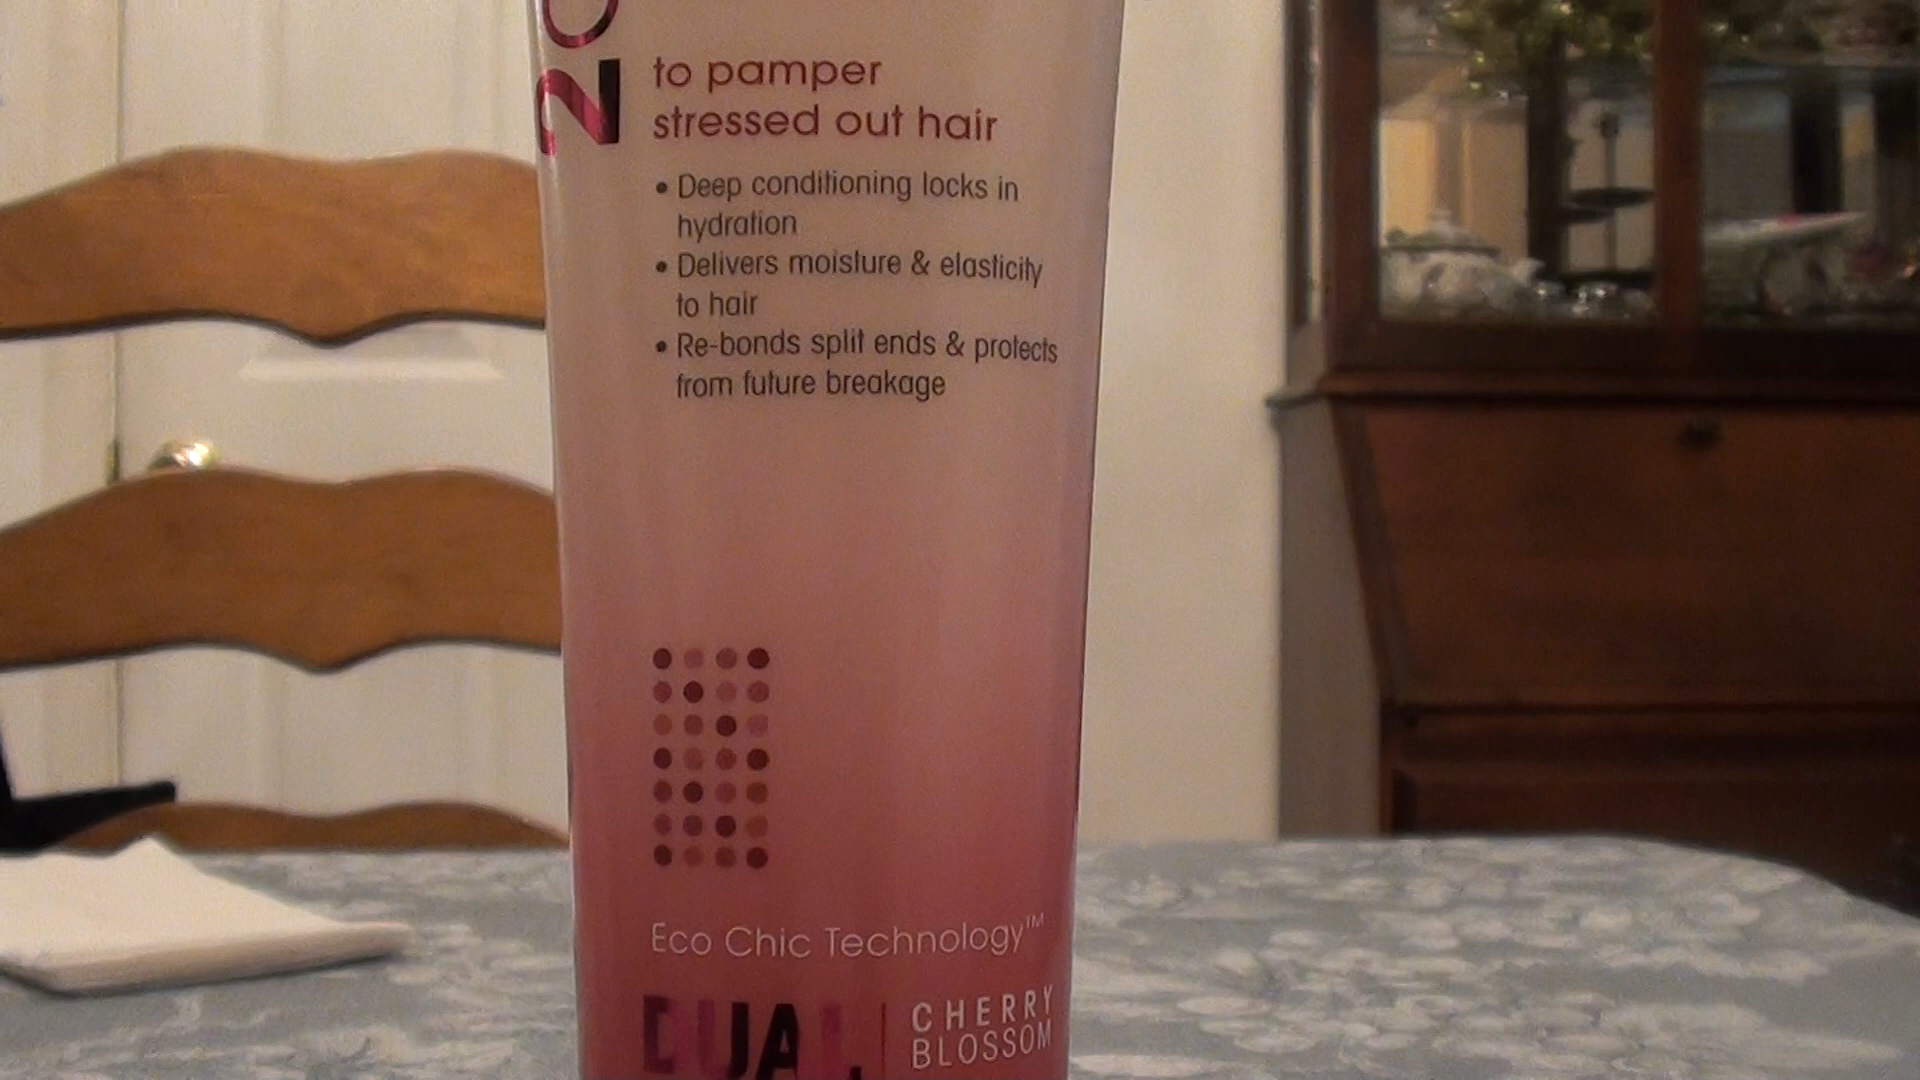 to pamper
stressed out hair
• Deep conditioning locks in
hydration
• Delivers moisture & elasticity
to hair
• Re-bonds split ends & protects
from future breakage
Eco Chic Technology™
DUAL
CHERRY
BLOSSOM